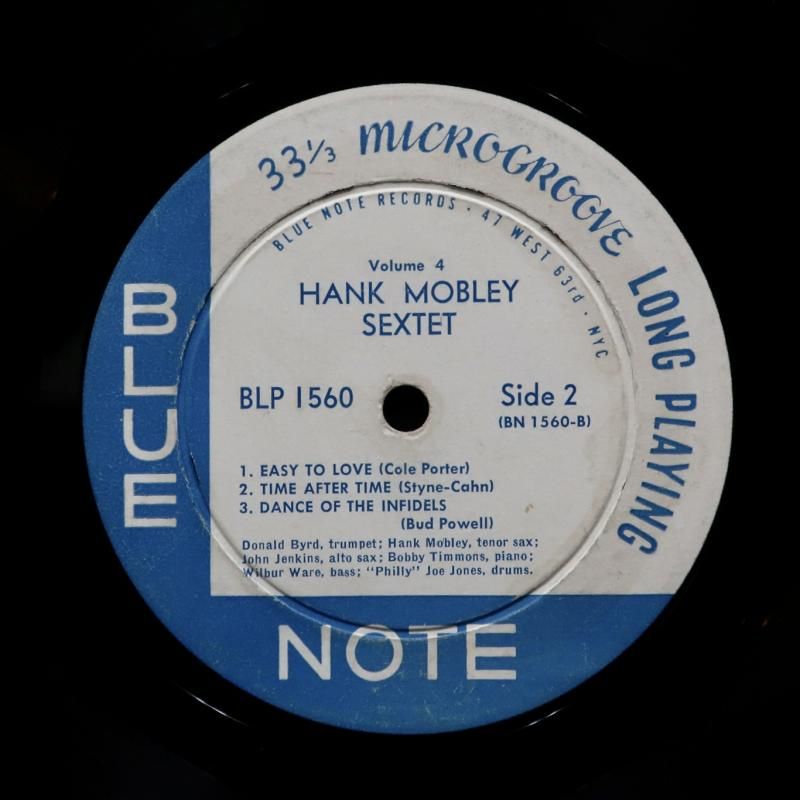 33⅓ MICROGROOVE LONG PLAYING
BLUE NOTE RECORDS · 47 WEST 63rd · NYC
Volume 4
HANK MOBLEY
SEXTET
BLP 1560
Side 2
(BN 1560-B)
1. EASY TO LOVE (Cole Porter)
2. TIME AFTER TIME (Styne-Cahn)
3. DANCE OF THE INFIDELS
(Bud Powell)
Donald Byrd, trumpet; Hank Mobley, tenor sax;
John Jenkins, alto sax; Bobby Timmons, piano;
Wilbur Ware, bass; "Philly" Joe Jones, drums.
BLUE
NOTE